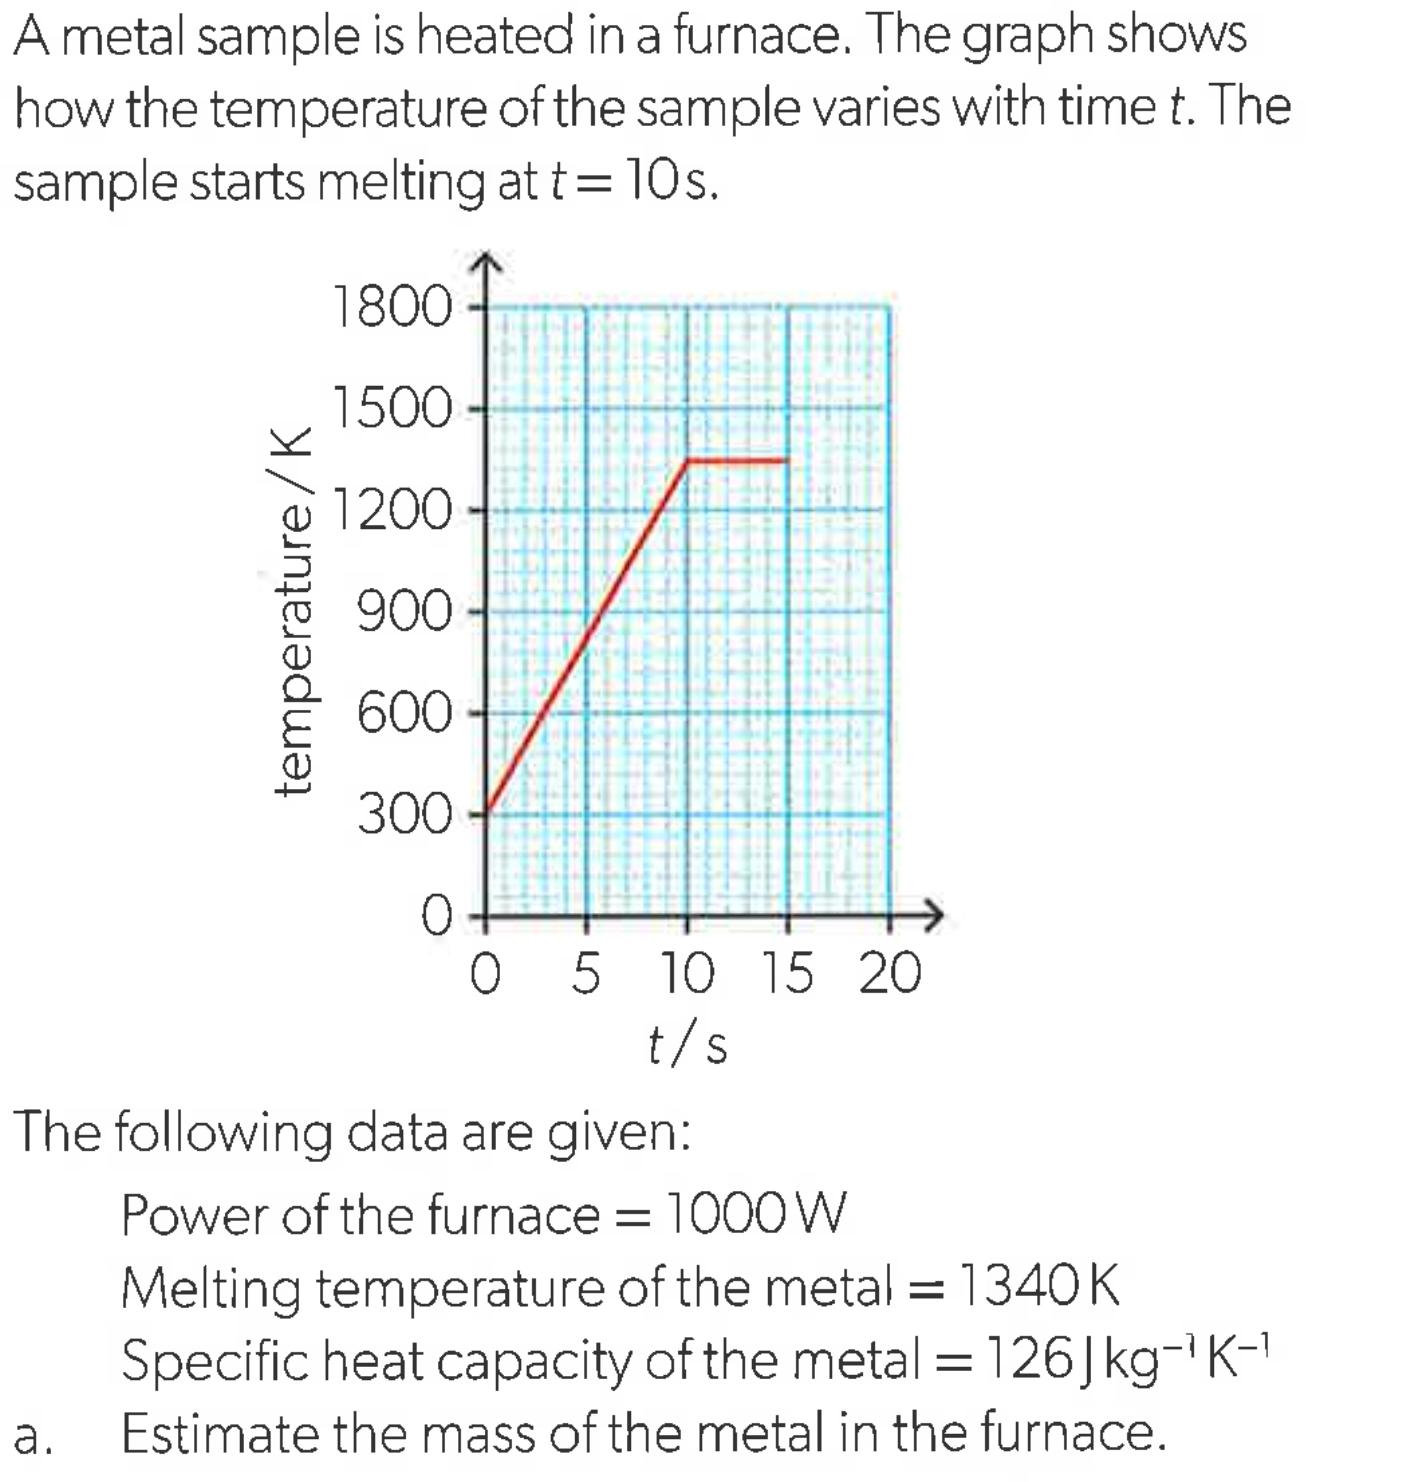 A metal sample is heated in a furnace. The graph shows
how the temperature of the sample varies with time t. The
sample starts melting at t = 10 s.
1800
1500
1200
900
600
300
0
temperature / K
0 5 10 15 20
t / s
The following data are given:
Power of the furnace = 1000 W
Melting temperature of the metal = 1340 K
Specific heat capacity of the metal = 126 J kg⁻¹ K⁻¹
a. Estimate the mass of the metal in the furnace.